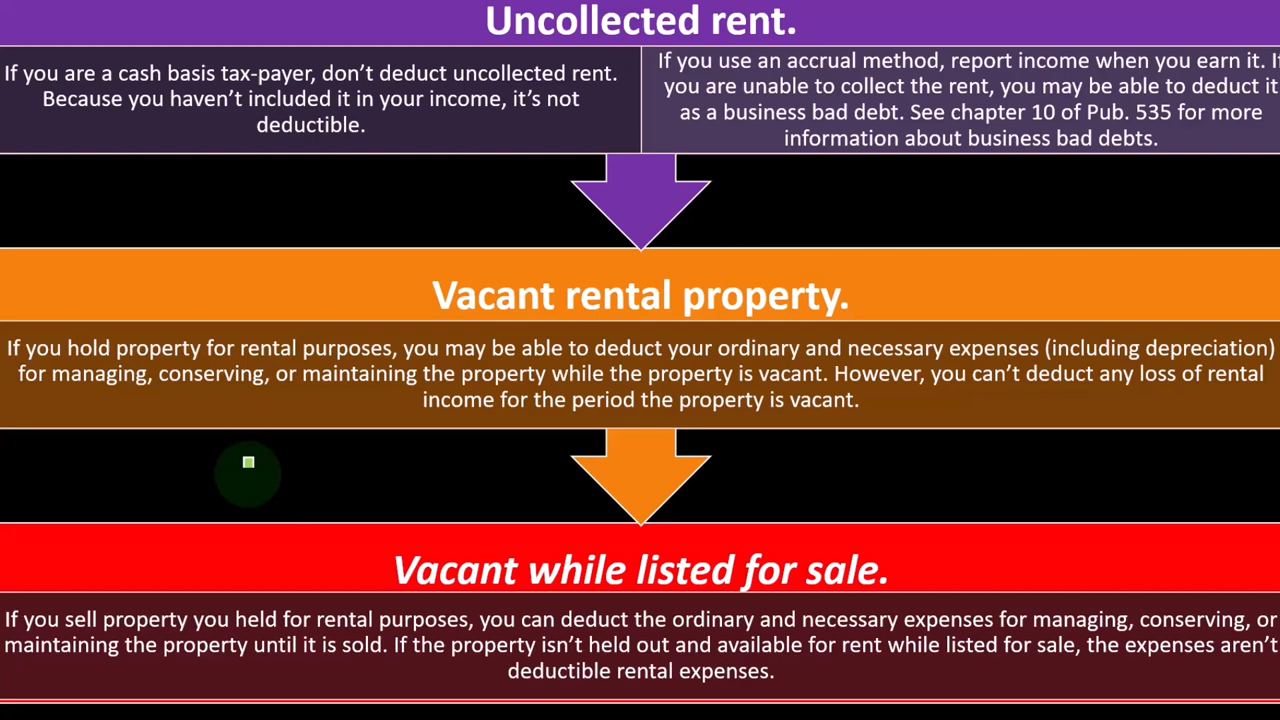 Uncollected rent.
If you are a cash basis tax-payer, don’t deduct uncollected rent.
Because you haven’t included it in your income, it’s not
deductible.
If you use an accrual method, report income when you earn it. If
you are unable to collect the rent, you may be able to deduct it
as a business bad debt. See chapter 10 of Pub. 535 for more
information about business bad debts.
Vacant rental property.
If you hold property for rental purposes, you may be able to deduct your ordinary and necessary expenses (including depreciation)
for managing, conserving, or maintaining the property while the property is vacant. However, you can’t deduct any loss of rental
income for the period the property is vacant.
Vacant while listed for sale.
If you sell property you held for rental purposes, you can deduct the ordinary and necessary expenses for managing, conserving, or
maintaining the property until it is sold. If the property isn’t held out and available for rent while listed for sale, the expenses aren’t
deductible rental expenses.